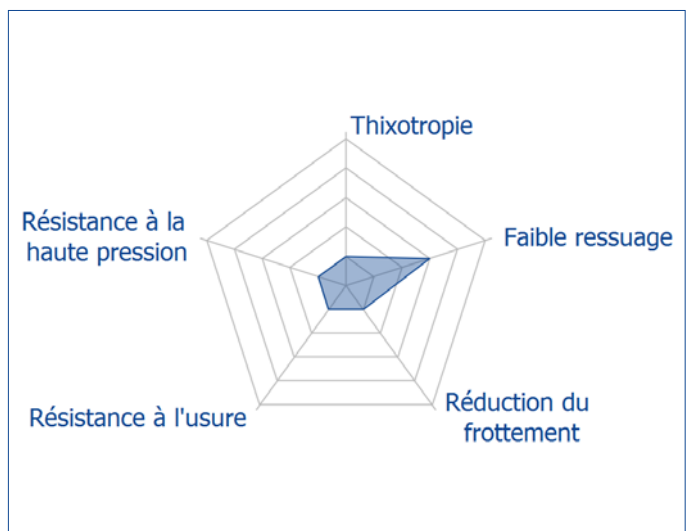 Thixotropie
Résistance à la
haute pression
Faible ressuage
Résistance à l'usure
Réduction du
frottement